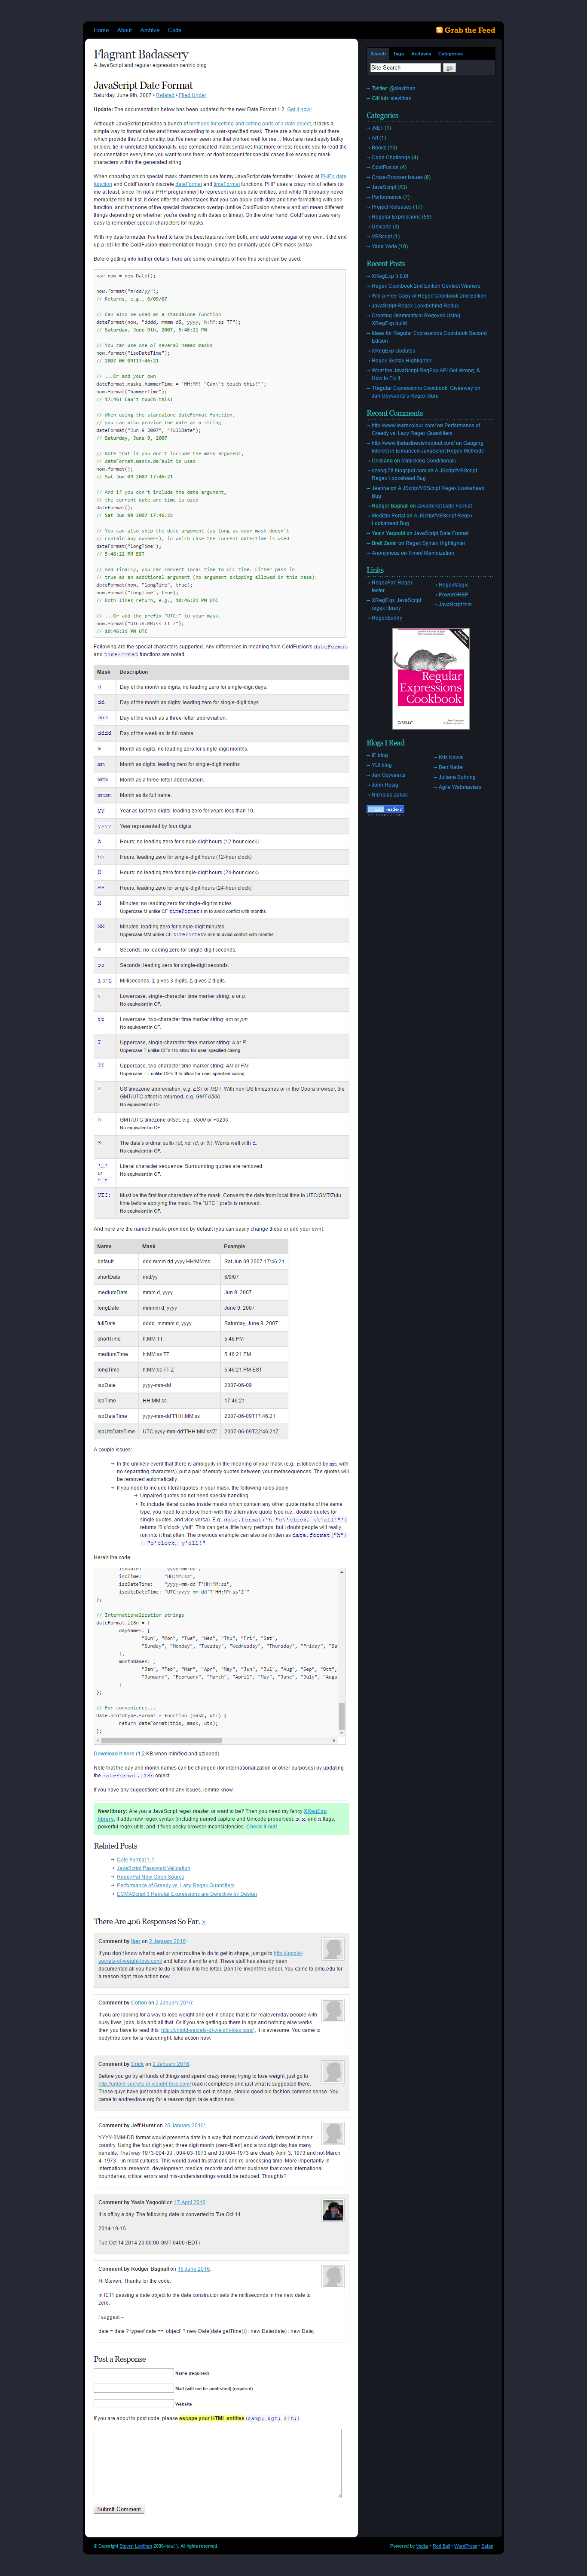 Home About Archive Code
Grab the Feed
Flagrant Badassery
A JavaScript and regular expression centric blog
JavaScript Date Format
Saturday, June 9th, 2007 • Related • Filed Under
Update: The documentation below has been updated for the new Date Format 1.2. Get it now!
Although JavaScript provides a bunch of methods for getting and setting parts of a date object, it lacks a
simple way to format dates and times according to a user-specified mask. There are a few scripts out there
which provide this functionality, but I've never seen one that worked well for me… Most are needlessly bulky or
slow, tie in unrelated functionality, use complicated mask syntaxes that more or less require you to read the
documentation every time you want to use them, or don't account for special cases like escaping mask
characters within the generated string.
When choosing which special mask characters to use for my JavaScript date formatter, I looked at PHP's date
function and ColdFusion's discrete dateFormat and timeFormat functions. PHP uses a crazy mix of letters (to
me at least, since I'm not a PHP programmer) to represent various date entities, and while I'll probably never
memorize the full list, it does offer the advantages that you can apply both date and time formatting with one
function, and that none of the special characters overlap (unlike ColdFusion where m and mm mean different
things depending on whether you're dealing with dates or times). On the other hand, ColdFusion uses very
easy to remember special characters for masks.
With my date formatter, I've tried to take the best features from both, and add some sugar of my own. It did end
up a lot like the ColdFusion implementation though, since I've primarily used CF's mask syntax.
Before getting into further details, here are some examples of how this script can be used:
var now = new Date();
now.format("m/dd/yy");
// Returns, e.g., 6/09/07
// Can also be used as a standalone function
dateFormat(now, "dddd, mmmm dS, yyyy, h:MM:ss TT");
// Saturday, June 9th, 2007, 5:46:21 PM
// You can use one of several named masks
now.format("isoDateTime");
// 2007-06-09T17:46:21
// ...Or add your own
dateFormat.masks.hammerTime = 'HH:MM! "Can\'t touch this!"';
now.format("hammerTime");
// 17:46! Can't touch this!
// When using the standalone dateFormat function,
// you can also provide the date as a string
dateFormat("Jun 9 2007", "fullDate");
// Saturday, June 9, 2007
// Note that if you don't include the mask argument,
// dateFormat.masks.default is used
now.format();
// Sat Jun 09 2007 17:46:21
// And if you don't include the date argument,
// the current date and time is used
dateFormat();
// Sat Jun 09 2007 17:46:22
// You can also skip the date argument (as long as your mask doesn't
// contain any numbers), in which case the current date/time is used
dateFormat("longTime");
// 5:46:22 PM EST
// And finally, you can convert local time to UTC time. Either pass in
// true as an additional argument (no argument skipping allowed in this case):
dateFormat(now, "longTime", true);
now.format("longTime", true);
// Both lines return, e.g., 10:46:21 PM UTC
// ...Or add the prefix "UTC:" to your mask.
now.format("UTC:h:MM:ss TT Z");
// 10:46:21 PM UTC
Following are the special characters supported. Any differences in meaning from ColdFusion's dateFormat
and timeFormat functions are noted.
Mask Description
d Day of the month as digits; no leading zero for single-digit days.
dd Day of the month as digits; leading zero for single-digit days.
ddd Day of the week as a three-letter abbreviation.
dddd Day of the week as its full name.
m Month as digits; no leading zero for single-digit months.
mm Month as digits; leading zero for single-digit months.
mmm Month as a three-letter abbreviation.
mmmm Month as its full name.
yy Year as last two digits; leading zero for years less than 10.
yyyy Year represented by four digits.
h Hours; no leading zero for single-digit hours (12-hour clock).
hh Hours; leading zero for single-digit hours (12-hour clock).
H Hours; no leading zero for single-digit hours (24-hour clock).
HH Hours; leading zero for single-digit hours (24-hour clock).
M Minutes; no leading zero for single-digit minutes.
Uppercase M unlike CF timeFormat's m to avoid conflict with months.
MM Minutes; leading zero for single-digit minutes.
Uppercase MM unlike CF timeFormat's mm to avoid conflict with months.
s Seconds; no leading zero for single-digit seconds.
ss Seconds; leading zero for single-digit seconds.
l or L Milliseconds. l gives 3 digits. L gives 2 digits.
t Lowercase, single-character time marker string: a or p.
No equivalent in CF.
tt Lowercase, two-character time marker string: am or pm.
No equivalent in CF.
T Uppercase, single-character time marker string: A or P.
Uppercase T unlike CF's t to allow for user-specified casing.
TT Uppercase, two-character time marker string: AM or PM.
Uppercase TT unlike CF's tt to allow for user-specified casing.
Z US timezone abbreviation, e.g. EST or MDT. With non-US timezones or in the Opera browser, the
GMT/UTC offset is returned, e.g. GMT-0500
No equivalent in CF.
o GMT/UTC timezone offset, e.g. -0500 or +0230.
No equivalent in CF.
S The date's ordinal suffix (st, nd, rd, or th). Works well with d.
No equivalent in CF.
'…' or "…" Literal character sequence. Surrounding quotes are removed.
No equivalent in CF.
UTC: Must be the first four characters of the mask. Converts the date from local time to UTC/GMT/Zulu
time before applying the mask. The "UTC:" prefix is removed.
No equivalent in CF.
And here are the named masks provided by default (you can easily change these or add your own):
Name Mask Example
default ddd mmm dd yyyy HH:MM:ss Sat Jun 09 2007 17:46:21
shortDate m/d/yy 6/9/07
mediumDate mmm d, yyyy Jun 9, 2007
longDate mmmm d, yyyy June 9, 2007
fullDate dddd, mmmm d, yyyy Saturday, June 9, 2007
shortTime h:MM TT 5:46 PM
mediumTime h:MM:ss TT 5:46:21 PM
longTime h:MM:ss TT Z 5:46:21 PM EST
isoDate yyyy-mm-dd 2007-06-09
isoTime HH:MM:ss 17:46:21
isoDateTime yyyy-mm-dd'T'HH:MM:ss 2007-06-09T17:46:21
isoUtcDateTime UTC:yyyy-mm-dd'T'HH:MM:ss'Z' 2007-06-09T22:46:21Z
A couple issues:
In the unlikely event that there is ambiguity in the meaning of your mask (e.g., m followed by mm, with
no separating characters), put a pair of empty quotes between your metasequences. The quotes will
be removed automatically.
If you need to include literal quotes in your mask, the following rules apply:
Unpaired quotes do not need special handling.
To include literal quotes inside masks which contain any other quote marks of the same
type, you need to enclose them with the alternative quote type (i.e., double quotes for
single quotes, and vice versa). E.g., date.format('h "o\'clock, y\'all!"')
returns "6 o'clock, y'all". This can get a little hairy, perhaps, but I doubt people will really
run into it that often. The previous example can also be written as date.format("h")
+ "o'clock, y'all!".
Here's the code:
isoDate: "yyyy-mm-dd",
isoTime: "HH:MM:ss",
isoDateTime: "yyyy-mm-dd'T'HH:MM:ss",
isoUtcDateTime: "UTC:yyyy-mm-dd'T'HH:MM:ss'Z'"
};
// Internationalization strings
dateFormat.i18n = {
dayNames: [
"Sun", "Mon", "Tue", "Wed", "Thu", "Fri", "Sat",
"Sunday", "Monday", "Tuesday", "Wednesday", "Thursday", "Friday", "Sat
],
monthNames: [
"Jan", "Feb", "Mar", "Apr", "May", "Jun", "Jul", "Aug", "Sep", "Oct",
"January", "February", "March", "April", "May", "June", "July", "Augu
]
};
// For convenience...
Date.prototype.format = function (mask, utc) {
return dateFormat(this, mask, utc);
};
Download it here (1.2 KB when minified and gzipped).
Note that the day and month names can be changed (for internationalization or other purposes) by updating
the dateFormat.i18n object.
If you have any suggestions or find any issues, lemme know.
New library: Are you a JavaScript regex master, or want to be? Then you need my fancy XRegExp
library. It adds new regex syntax (including named capture and Unicode properties); s, x, and n flags;
powerful regex utils; and it fixes pesky browser inconsistencies. Check it out!
Related Posts
Date Format 1.1
JavaScript Password Validation
RegexPal Now Open Source
Performance of Greedy vs. Lazy Regex Quantifiers
ECMAScript 3 Regular Expressions are Defective by Design
There Are 406 Responses So Far. »
Comment by Iker on 2 January 2016:
If you don't know what to eat or what routine to do to get in shape, just go to http://untold-
secrets-of-weight-loss.com/ and follow it end to end. These stuff has already been
documented all you have to do is follow it to the letter. Don't re-invent the wheel. You came to emu.edu for
a reason right, take action now.
Comment by Colton on 2 January 2016:
If you are looking for a way to lose weight and get in shape that is for realeveryday people with
busy lives, jobs, kids and all that. Or if you are gettingup there in age and nothing works
then you have to read this: http://untold-secrets-of-weight-loss.com/ , it is awesome. You came to
bodytribe.com for a reasonright, take action now.
Comment by Erick on 2 January 2016:
Before you go try all kinds of things and spend crazy money trying to lose weight, just go to
http://untold-secrets-of-weight-loss.com/ read it completely and just what is suggested there.
These guys have just made it plain simple to get in shape, simple good old fashion common sense. You
came to andrewlove.org for a reason right, take action now.
Comment by Jeff Hurst on 25 January 2016:
YYYY-0MM-DD format would present a date in a way that most could clearly interpret in their
country. Using the four digit year, three digit month (zero-filled) and a two digit day has many
benefits. That way 1973-004-03 , 004-03-1973 and 03-004-1973 are clearly April 3, 1973 and not March
4, 1973 – in most cultures. This would avoid frustrations and re-processing time. More importantly in
international development, medical records and other business that cross international
boundaries; critical errors and mis-understandings would be reduced. Thoughts?
Comment by Yasin Yaqoobi on 17 April 2016:
It is off by a day. The following date is converted to Tue Oct 14.
2014-10-15
Tue Oct 14 2014 20:00:00 GMT-0400 (EDT)
Comment by Rodger Bagnall on 15 June 2016:
Hi Steven, Thanks for the code.
In IE11 passing a date object to the date constructor sets the milliseconds in the new date to
zero.
I suggest –
date = date ? typeof date == 'object' ? new Date(date.getTime()) : new Date(date) : new Date;
Post a Response
Name (required)
Mail (will not be published) (required)
Website
If you are about to post code, please escape your HTML entities (&amp;, &gt;, &lt;).
Submit Comment
Search Tags Archives Categories
Site Search go
Twitter: @slevithan
GitHub: slevithan
Categories
.NET (1)
Art (1)
Books (10)
Code Challenge (4)
ColdFusion (4)
Cross-Browser Issues (9)
JavaScript (43)
Performance (7)
Project Releases (17)
Regular Expressions (58)
Unicode (3)
VBScript (1)
Yada Yada (10)
Recent Posts
XRegExp 3.0.0!
Regex Cookbook 2nd Edition Contest Winners
Win a Free Copy of Regex Cookbook 2nd Edition
JavaScript Regex Lookbehind Redux
Creating Grammatical Regexes Using
XRegExp.build
Ideas for Regular Expressions Cookbook Second
Edition
XRegExp Updates
Regex Syntax Highlighter
What the JavaScript RegExp API Got Wrong, &
How to Fix It
'Regular Expressions Cookbook' Giveaway on
Jan Goyvaerts's Regex Guru
Recent Comments
http://www.learncolour.com/ on Performance of
Greedy vs. Lazy Regex Quantifiers
http://www.thelastbestshootout.com/ on Gauging
Interest in Enhanced JavaScript Regex Methods
Cristiano on Mimicking Conditionals
ezangl78.blogspot.com on A JScript/VBScript
Regex Lookahead Bug
Jeanne on A JScript/VBScript Regex Lookahead
Bug
Rodger Bagnall on JavaScript Date Format
Medizin Portal on A JScript/VBScript Regex
Lookahead Bug
Yasin Yaqoobi on JavaScript Date Format
Brett Zamir on Regex Syntax Highlighter
Anonymous on Timed Memoization
Links
RegexPal: Regex
tester
XRegExp: JavaScript
regex library
RegexBuddy
RegexMagic
PowerGREP
JavaScript trim
Regular
Expressions
Cookbook
O'REILLY
Blogs I Read
IE blog
YUI blog
Jan Goyvaerts
John Resig
Nicholas Zakas
Kris Kowal
Ben Nadel
Juliana Buhring
Agile Webmasters
readers
© Copyright Steven Levithan 2006-now( ). All rights reserved.
Powered by Vodka • Red Bull • WordPress • Satan